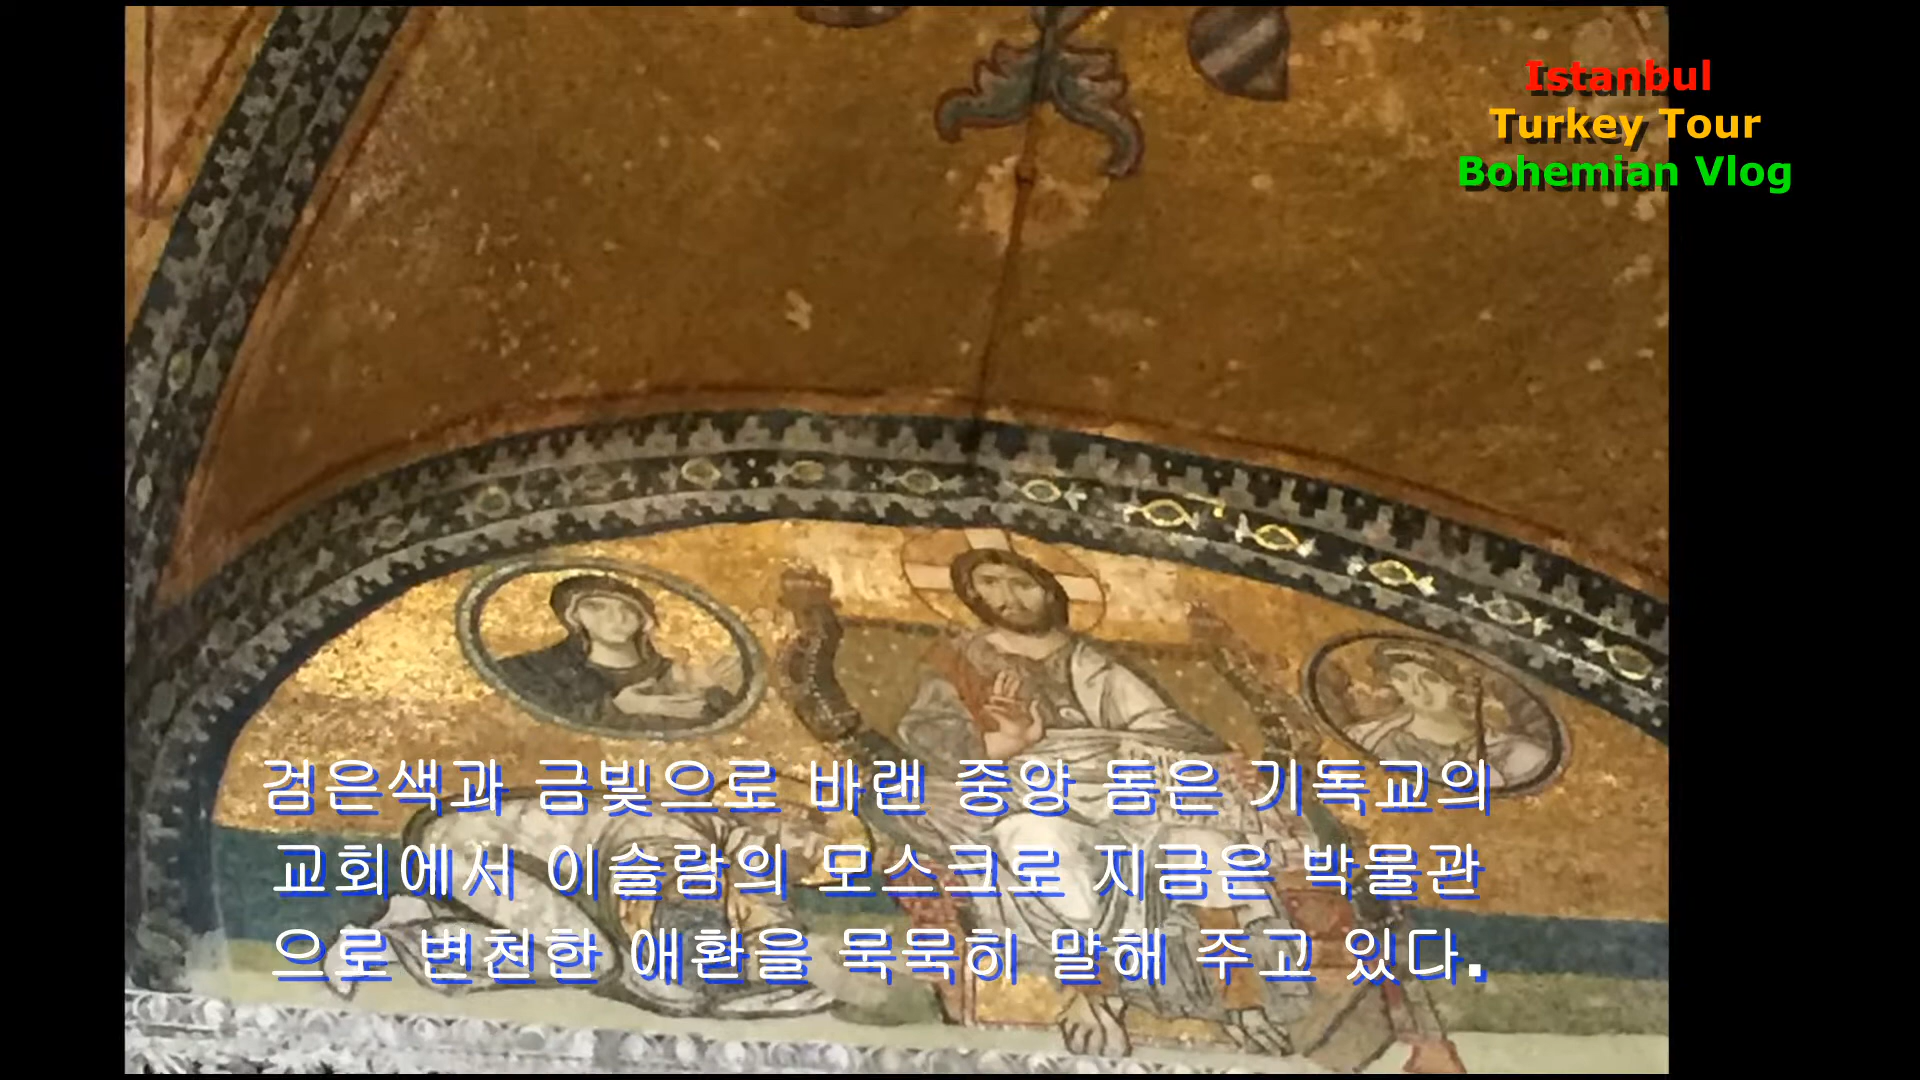 Istanbul
Turkey Tour
Bohemian Vlog
검은색과 금빛으로 바랜 중앙 돔은 기독교의
교회에서 이슬람의 모스크로 지금은 박물관
으로 변천한 애환을 묵묵히 말해 주고 있다.